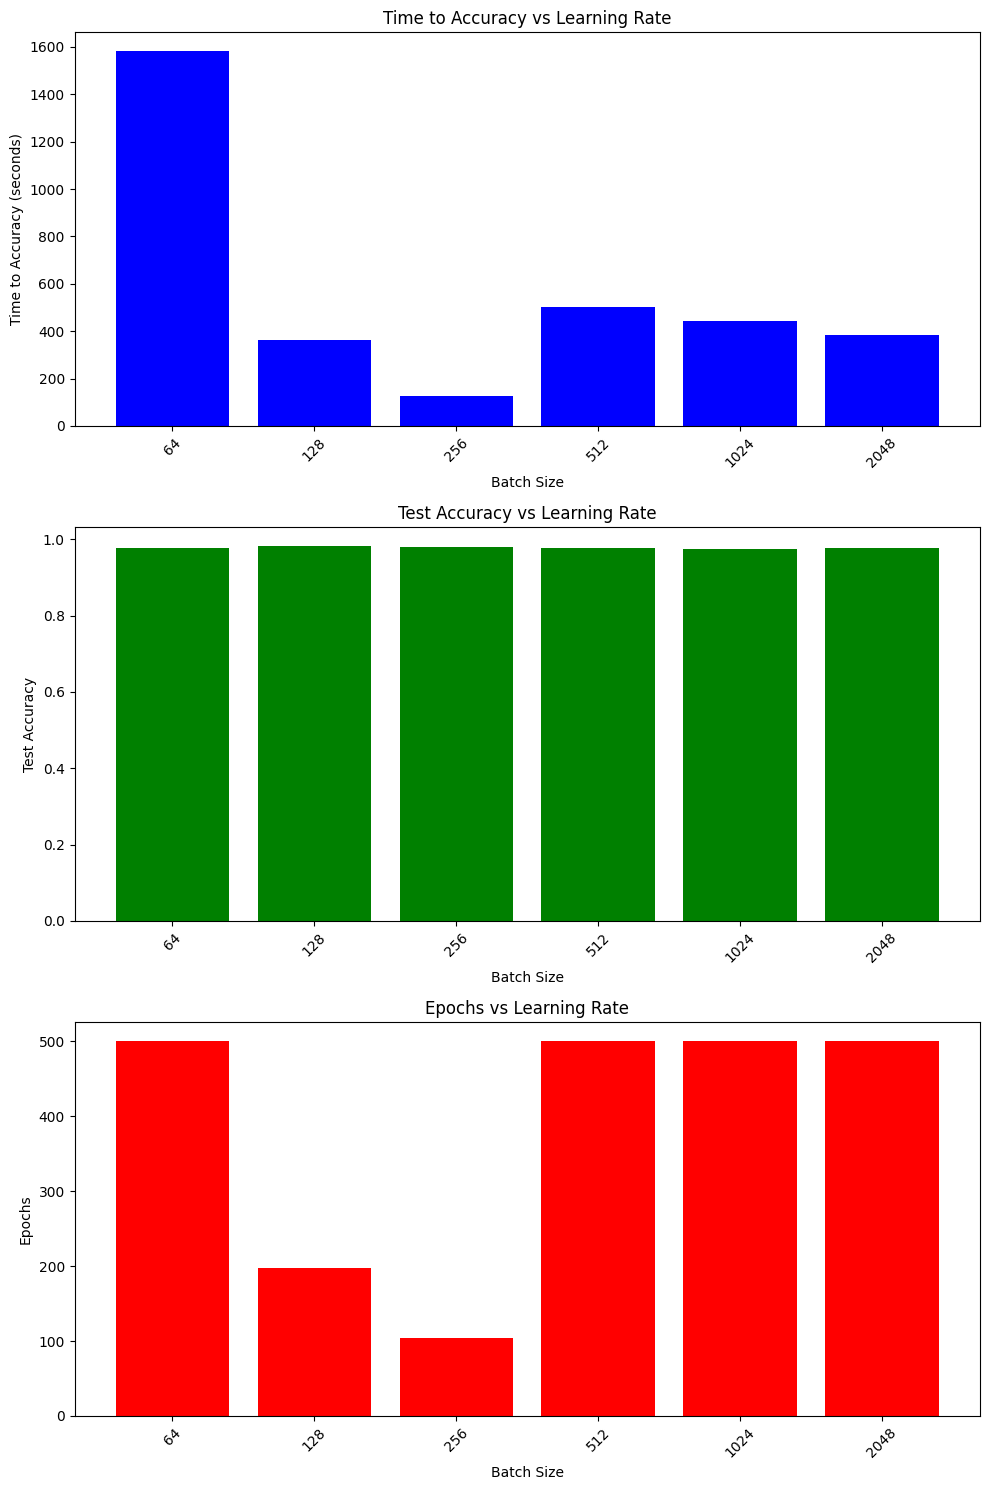 Time to Accuracy vs Learning Rate
Time to Accuracy (seconds)
1600
1400
1200
1000
800
600
400
200
0
64 128 256 512 1024 2048
Batch Size
Test Accuracy vs Learning Rate
Test Accuracy
1.0
0.8
0.6
0.4
0.2
0.0
64 128 256 512 1024 2048
Batch Size
Epochs vs Learning Rate
Epochs
500
400
300
200
100
0
64 128 256 512 1024 2048
Batch Size